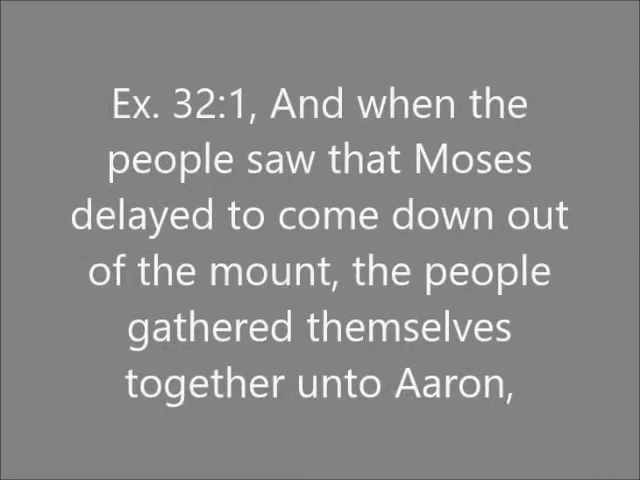 Ex. 32:1, And when the
people saw that Moses
delayed to come down out
of the mount, the people
gathered themselves
together unto Aaron,